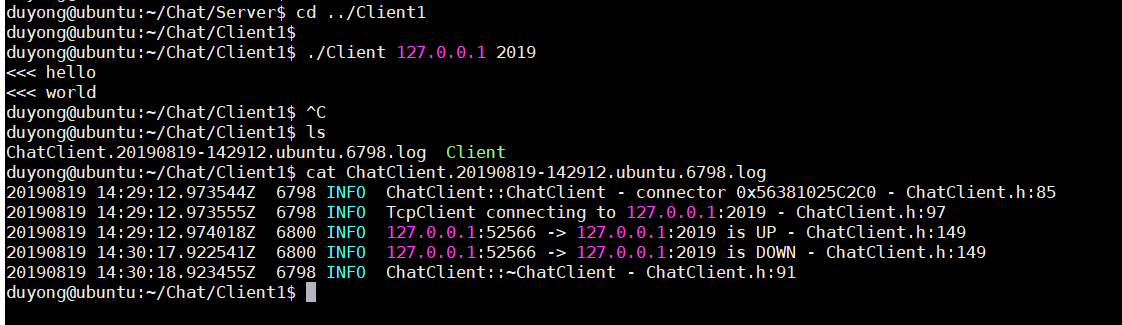 duyong@ubuntu:~/Chat/Server$ cd ../Client1
duyong@ubuntu:~/Chat/Client1$
duyong@ubuntu:~/Chat/Client1$ ./Client 127.0.0.1 2019
<<< hello
<<< world
duyong@ubuntu:~/Chat/Client1$ ^C
duyong@ubuntu:~/Chat/Client1$ ls
ChatClient.20190819-142912.ubuntu.6798.log  Client
duyong@ubuntu:~/Chat/Client1$ cat ChatClient.20190819-142912.ubuntu.6798.log
20190819 14:29:12.973544Z  6798 INFO  ChatClient::ChatClient - connector 0x56381025C2C0 - ChatClient.h:85
20190819 14:29:12.973555Z  6798 INFO  TcpClient connecting to 127.0.0.1:2019 - ChatClient.h:97
20190819 14:29:12.974018Z  6800 INFO  127.0.0.1:52566 -> 127.0.0.1:2019 is UP - ChatClient.h:149
20190819 14:30:17.922541Z  6800 INFO  127.0.0.1:52566 -> 127.0.0.1:2019 is DOWN - ChatClient.h:149
20190819 14:30:18.923455Z  6798 INFO  ChatClient::~ChatClient - ChatClient.h:91
duyong@ubuntu:~/Chat/Client1$